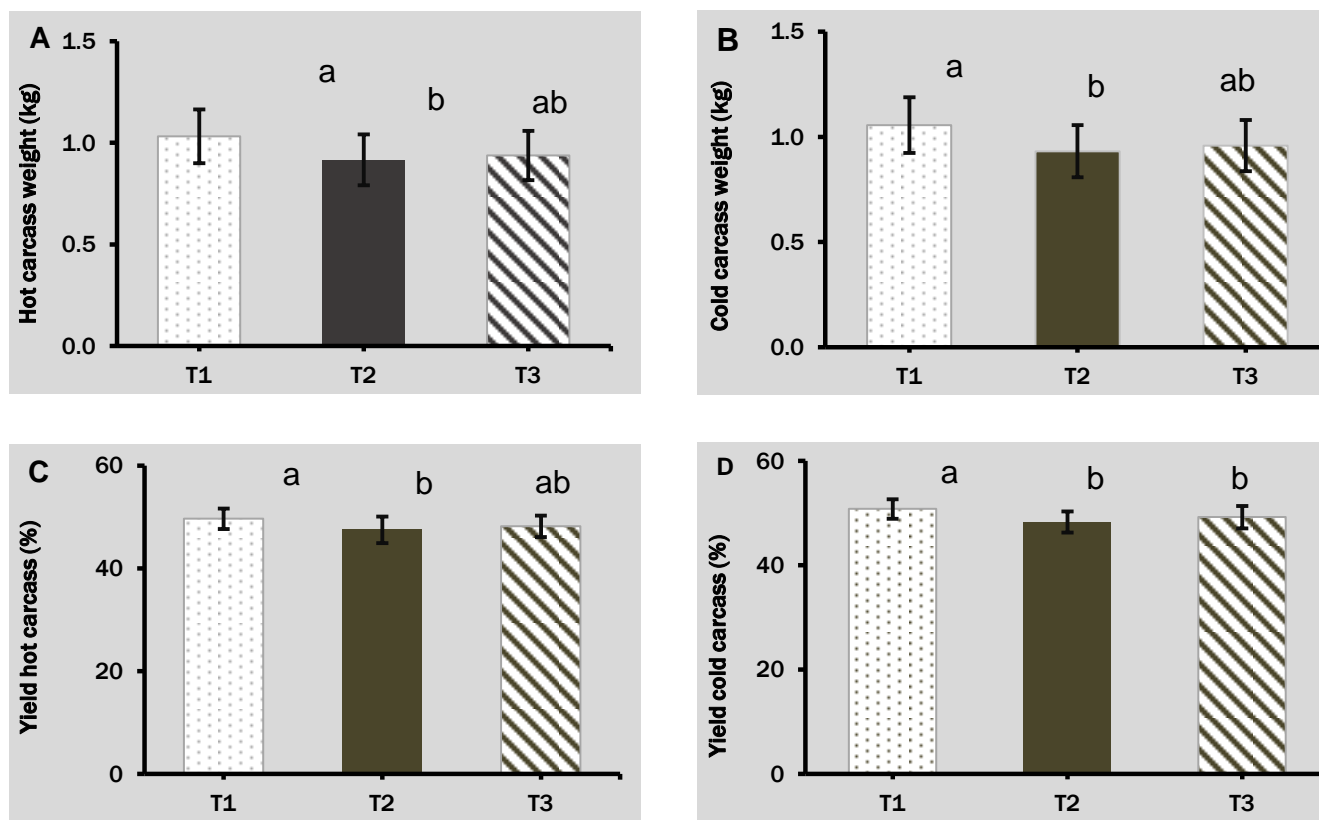 A
Hot carcass weight (kg)
1.5
1.0
0.5
0.0
a
b
ab
T1
T2
T3
B
Cold carcass weight (kg)
1.5
1.0
0.5
0.0
a
b
ab
T1
T2
T3
C
Yield hot carcass (%)
60
40
20
0
a
b
ab
T1
T2
T3
D
Yield cold carcass (%)
60
40
20
0
a
b
b
T1
T2
T3